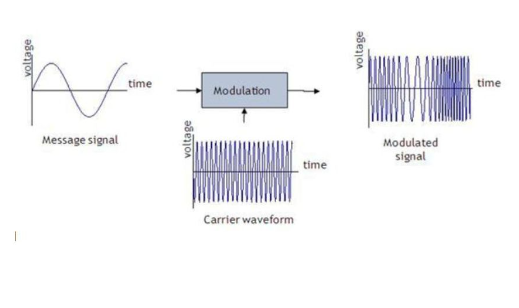 voltage
time
Message signal
Modulation
voltage
time
Carrier waveform
voltage
time
Modulated
signal